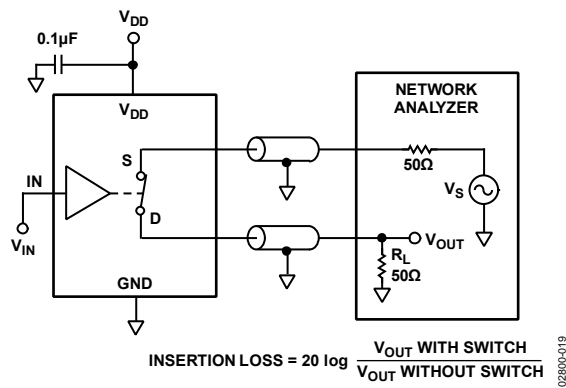 VDD
0.1µF
VDD
NETWORK
ANALYZER
S
50Ω
IN
VS
D
VIN
VOUT
RL
50Ω
GND
INSERTION LOSS = 20 log VOUT WITH SWITCH
VOUT WITHOUT SWITCH
02800-019